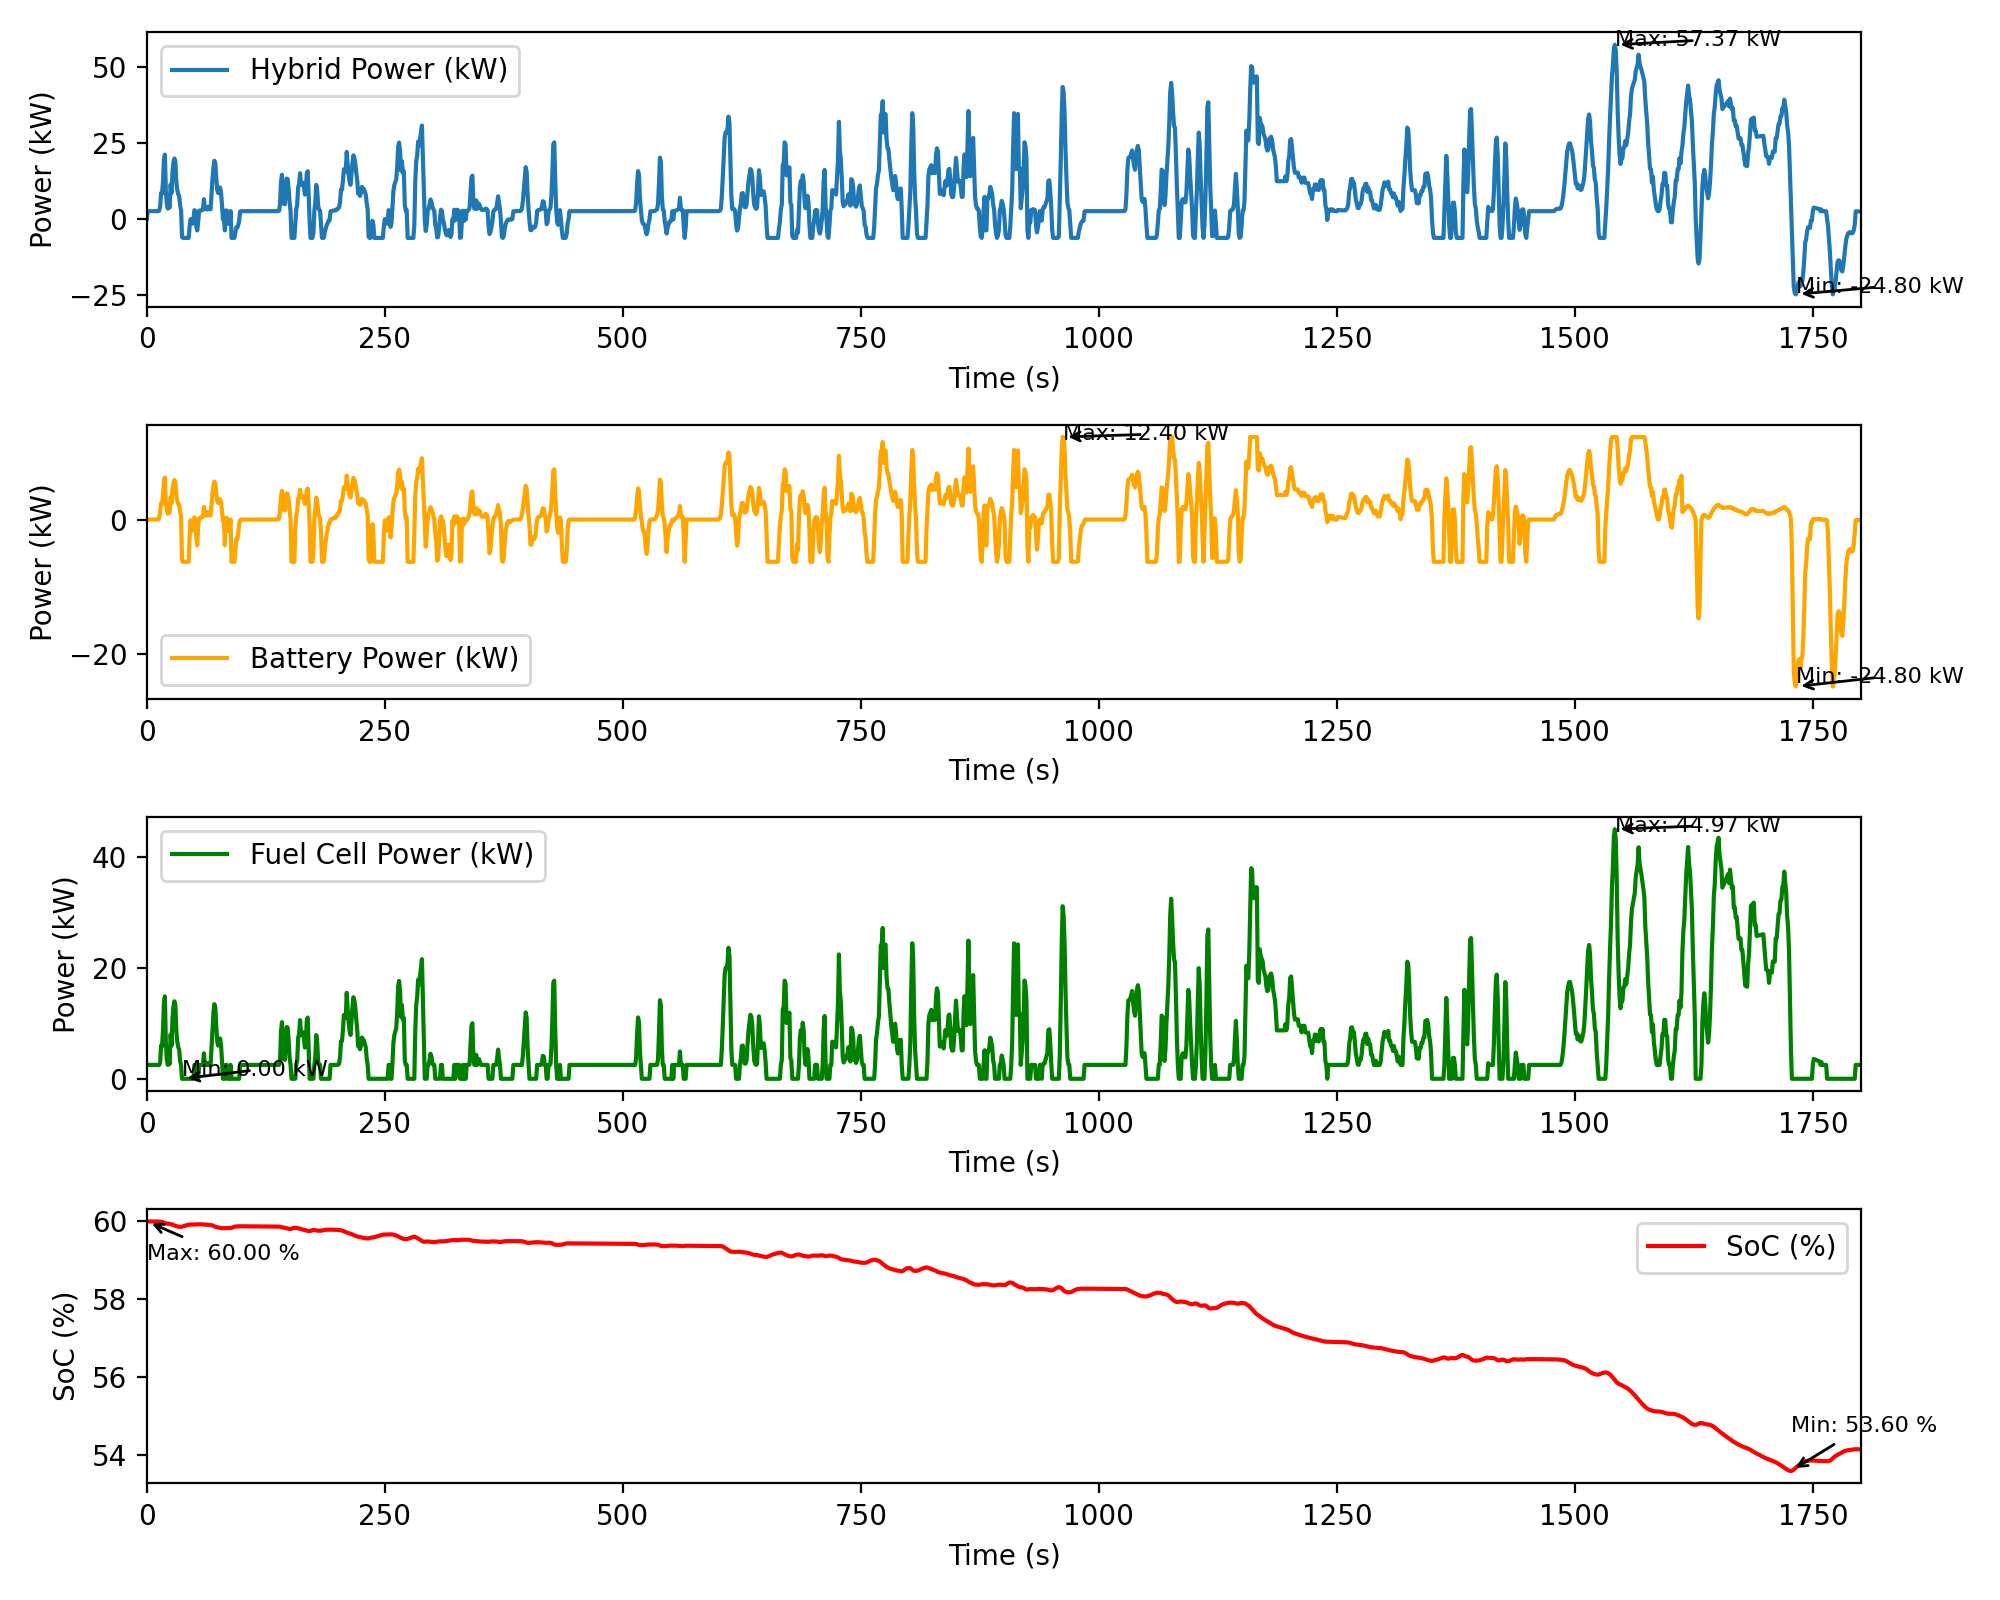 Hybrid Power (kW)
Max: 57.37 kW
Min: -24.80 kW
Power (kW)
50
25
0
−25
0 250 500 750 1000 1250 1500 1750
Time (s)
Max: 12.40 kW
Min: -24.80 kW
Battery Power (kW)
Power (kW)
0
−20
0 250 500 750 1000 1250 1500 1750
Time (s)
Fuel Cell Power (kW)
Max: 44.97 kW
Min: 0.00 kW
Power (kW)
40
20
0
0 250 500 750 1000 1250 1500 1750
Time (s)
SoC (%)
Max: 60.00 %
Min: 53.60 %
SoC (%)
60
58
56
54
0 250 500 750 1000 1250 1500 1750
Time (s)